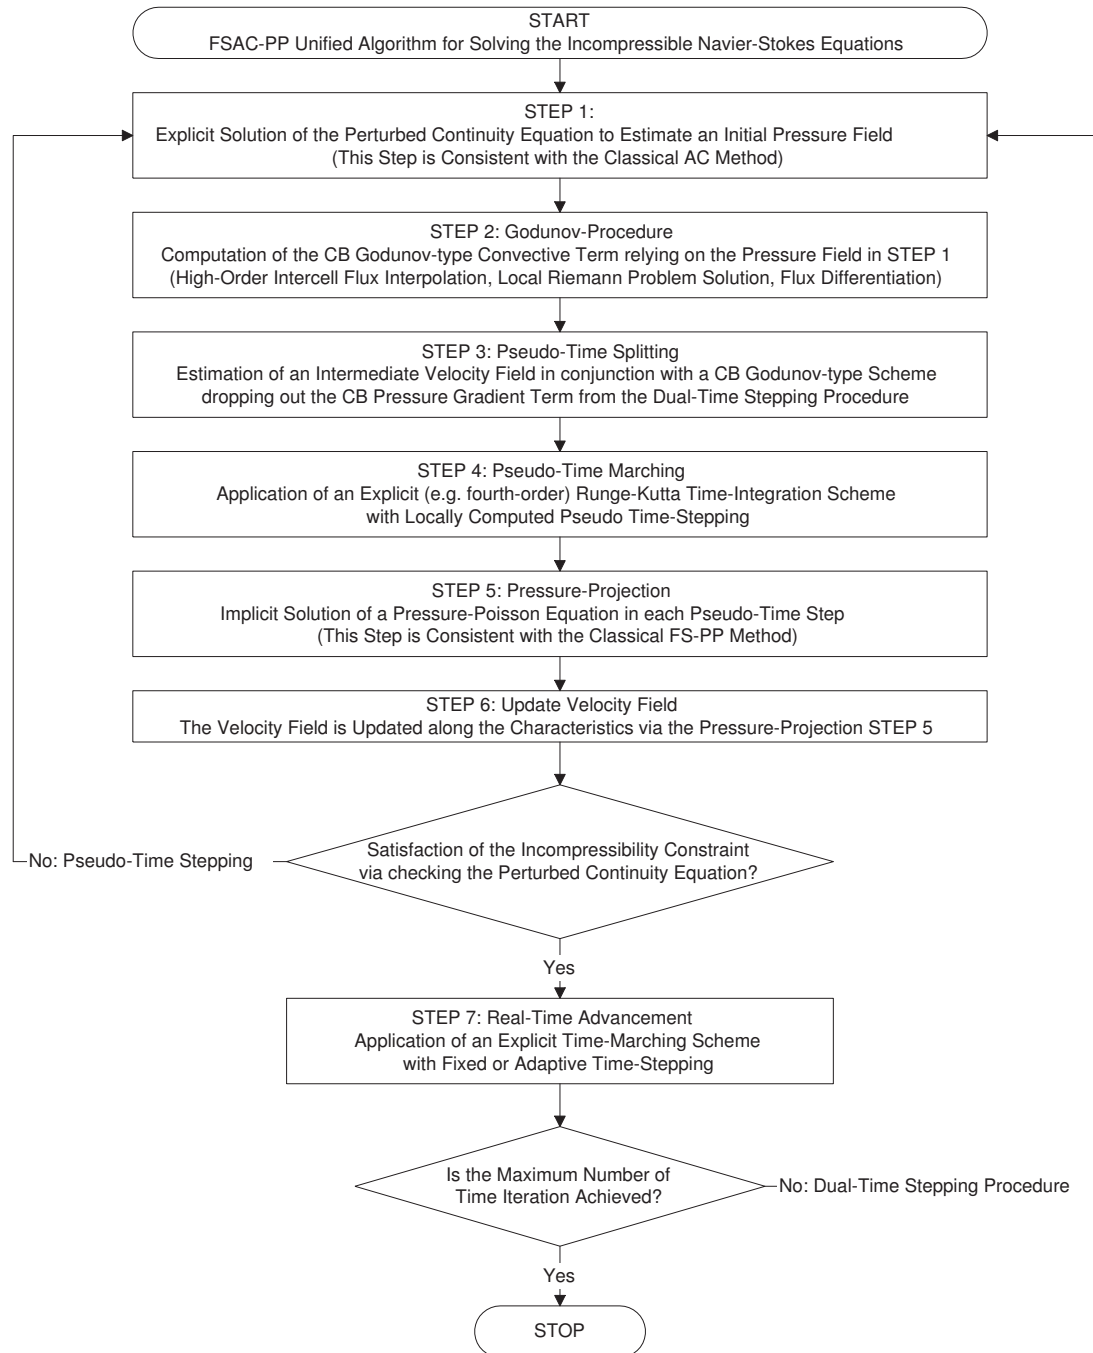 START
FSAC-PP Unified Algorithm for Solving the Incompressible Navier-Stokes Equations
STEP 1:
Explicit Solution of the Perturbed Continuity Equation to Estimate an Initial Pressure Field
(This Step is Consistent with the Classical AC Method)
STEP 2: Godunov-Procedure
Computation of the CB Godunov-type Convective Term relying on the Pressure Field in STEP 1
(High-Order Intercell Flux Interpolation, Local Riemann Problem Solution, Flux Differentiation)
STEP 3: Pseudo-Time Splitting
Estimation of an Intermediate Velocity Field in conjunction with a CB Godunov-type Scheme
dropping out the CB Pressure Gradient Term from the Dual-Time Stepping Procedure
STEP 4: Pseudo-Time Marching
Application of an Explicit (e.g. fourth-order) Runge-Kutta Time-Integration Scheme
with Locally Computed Pseudo Time-Stepping
STEP 5: Pressure-Projection
Implicit Solution of a Pressure-Poisson Equation in each Pseudo-Time Step
(This Step is Consistent with the Classical FS-PP Method)
STEP 6: Update Velocity Field
The Velocity Field is Updated along the Characteristics via the Pressure-Projection STEP 5
Satisfaction of the Incompressibility Constraint
via checking the Perturbed Continuity Equation?
No: Pseudo-Time Stepping
Yes
STEP 7: Real-Time Advancement
Application of an Explicit Time-Marching Scheme
with Fixed or Adaptive Time-Stepping
Is the Maximum Number of
Time Iteration Achieved?
No: Dual-Time Stepping Procedure
Yes
STOP